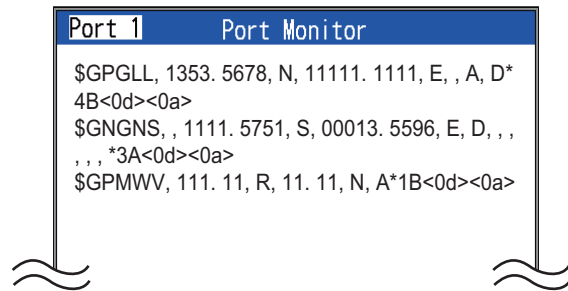 Port 1 Port Monitor
$GPGLL, 1353. 5678, N, 11111. 1111, E, , A, D*
4B<0d><0a>
$GNGNS, , 1111. 5751, S, 00013. 5596, E, D, , ,
, , , *3A<0d><0a>
$GPMWV, 111. 11, R, 11. 11, N, A*1B<0d><0a>